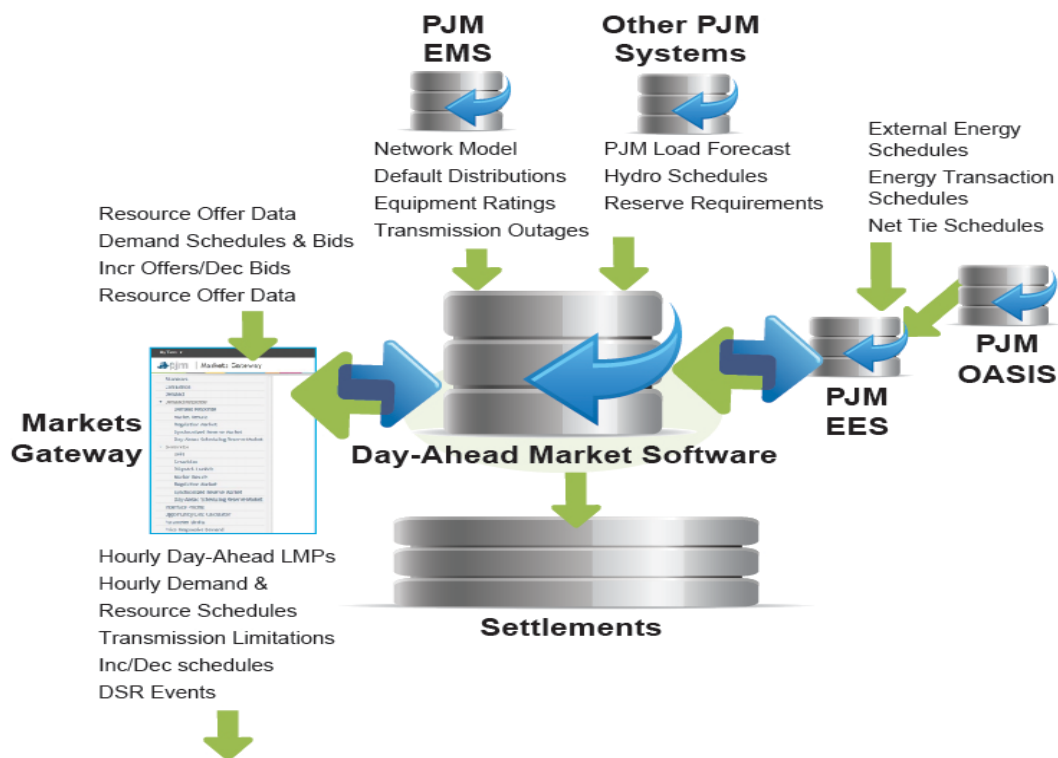 PJM
EMS
Other PJM
Systems
Network Model
Default Distributions
Equipment Ratings
Transmission Outages
PJM Load Forecast
Hydro Schedules
Reserve Requirements
External Energy
Schedules
Energy Transaction
Schedules
Net Tie Schedules
Resource Offer Data
Demand Schedules & Bids
Incr Offers/Dec Bids
Resource Offer Data
pjm | Markets Gateway
Markets
Gateway
Day-Ahead Market Software
PJM
EES
PJM
OASIS
Hourly Day-Ahead LMPs
Hourly Demand &
Resource Schedules
Transmission Limitations
Inc/Dec schedules
DSR Events
Settlements